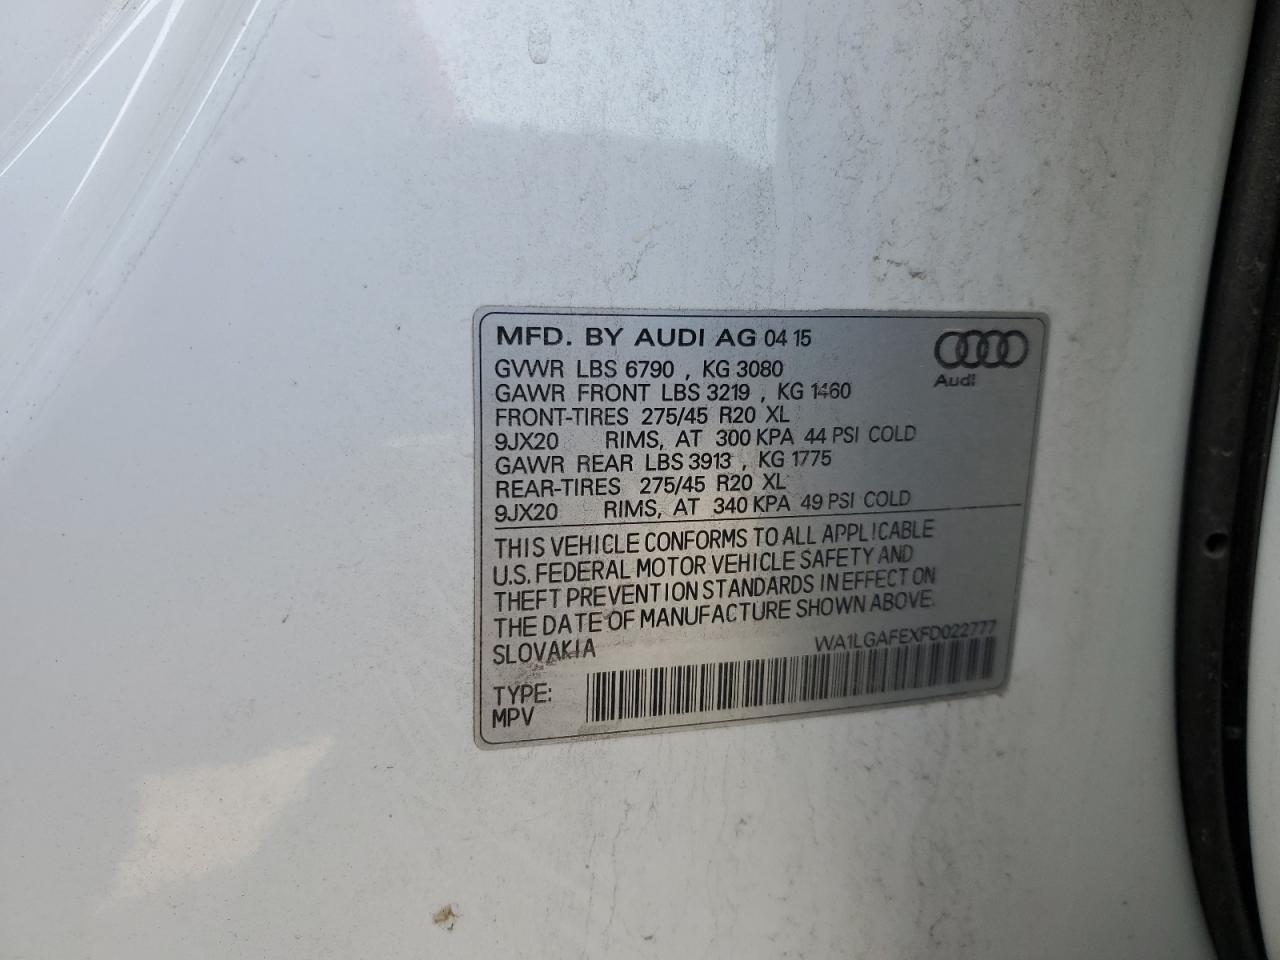 MFD. BY AUDI AG 04 15
GVWR LBS 6790 , KG 3080
GAWR FRONT LBS 3219 , KG 1460
FRONT-TIRES 275/45 R20 XL
9JX20 RIMS, AT 300 KPA 44 PSI COLD
GAWR REAR LBS 3913 , KG 1775
REAR-TIRES 275/45 R20 XL
9JX20 RIMS, AT 340 KPA 49 PSI COLD
Audi
THIS VEHICLE CONFORMS TO ALL APPLICABLE
U.S. FEDERAL MOTOR VEHICLE SAFETY AND
THEFT PREVENTION STANDARDS IN EFFECT ON
THE DATE OF MANUFACTURE SHOWN ABOVE.
SLOVAKIA WA1LGAFEXFD022777
TYPE:
MPV